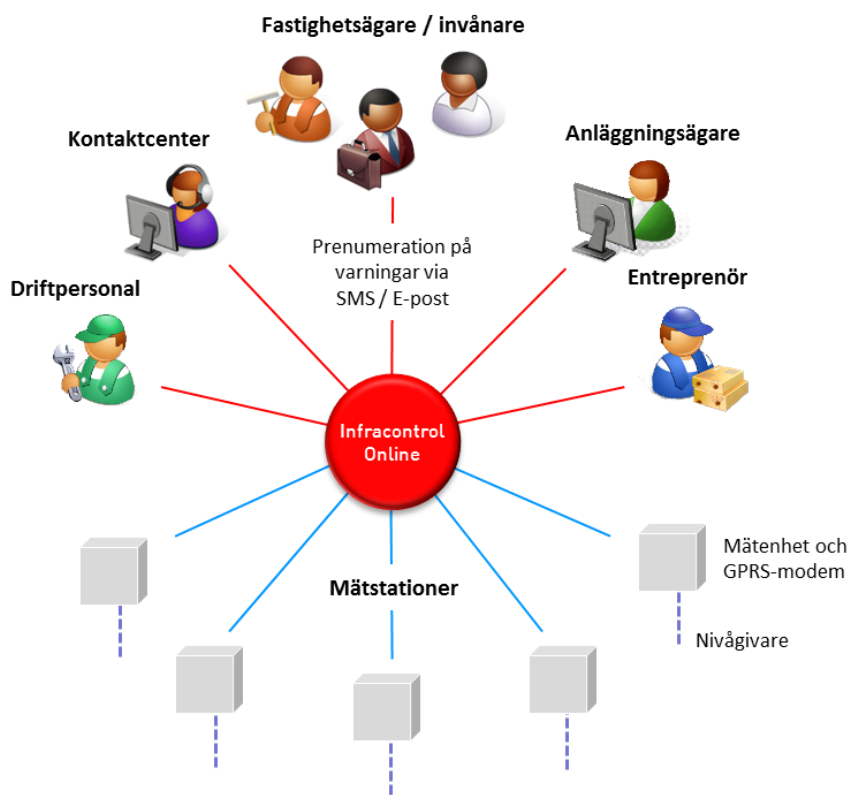 Fastighetsägare / invånare
Kontaktcenter
Anläggningsägare
Prenumeration på
varningar via
SMS / E-post
Driftpersonal
Entreprenör
Infracontrol
Online
Mätstationer
Mätenhet och
GPRS-modem
Nivågivare